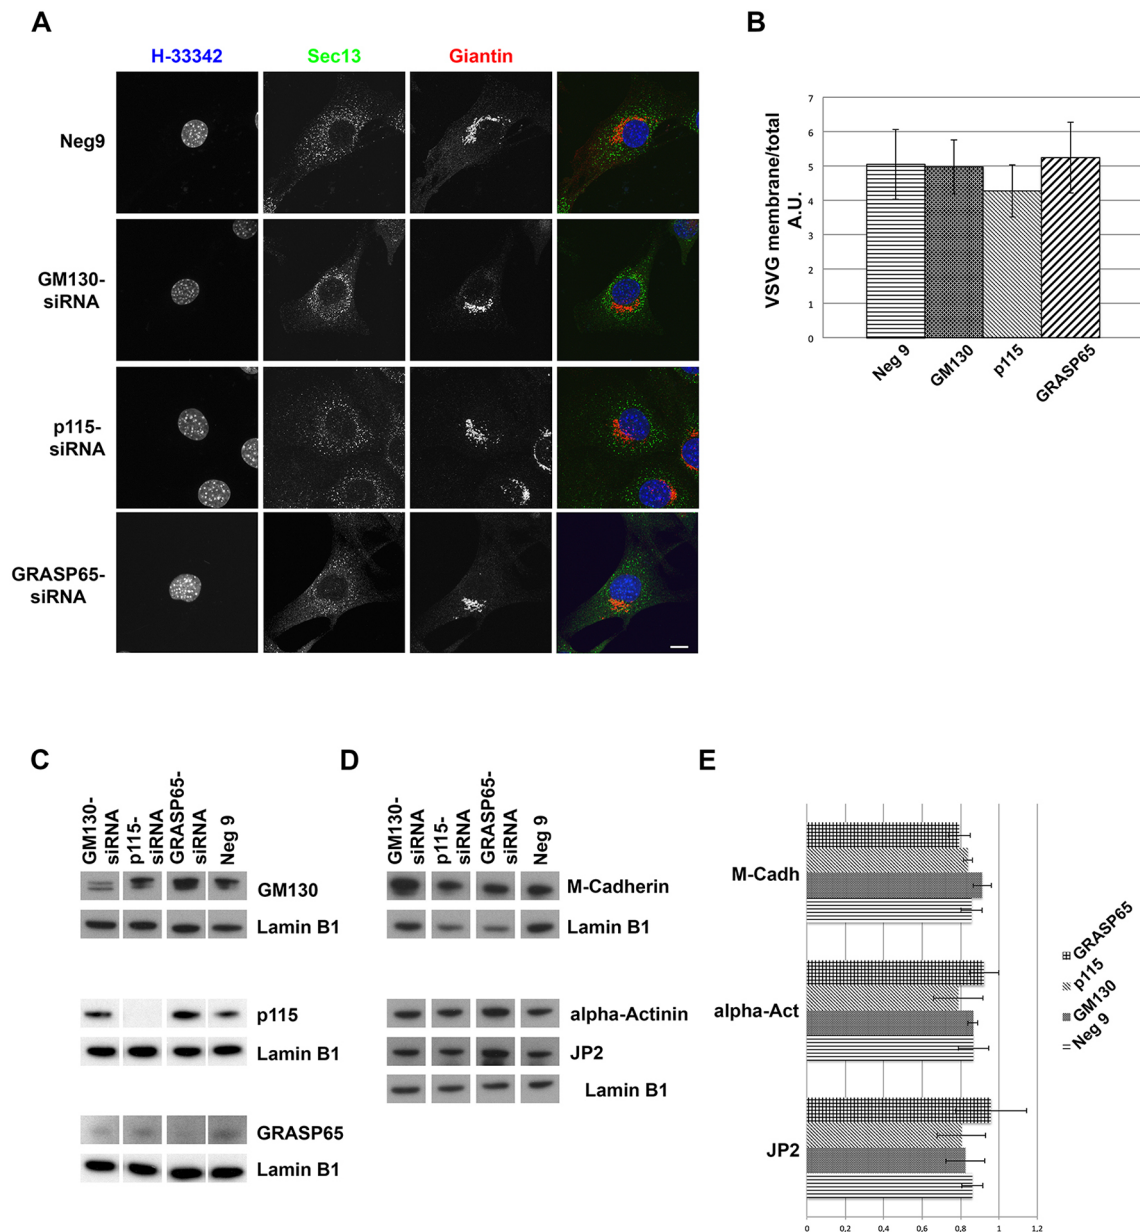 A
H-33342 Sec13 Giantin
Neg9
GM130-
siRNA
p115-
siRNA
GRASP65-
siRNA
B
VSVG membrane/total
A.U.
7
6
5
4
3
2
1
0
Neg 9 GM130 p115 GRASP65
C
GM130-
siRNA
p115-
siRNA
GRASP65-
siRNA
Neg 9
GM130
Lamin B1
p115
Lamin B1
GRASP65
Lamin B1
D
GM130-
siRNA
p115-
siRNA
GRASP65-
siRNA
Neg 9
M-Cadherin
Lamin B1
alpha-Actinin
JP2
Lamin B1
E
M-Cadh
alpha-Act
JP2
0 0,2 0,4 0,6 0,8 1 1,2
GRASP65
p115
GM130
Neg 9